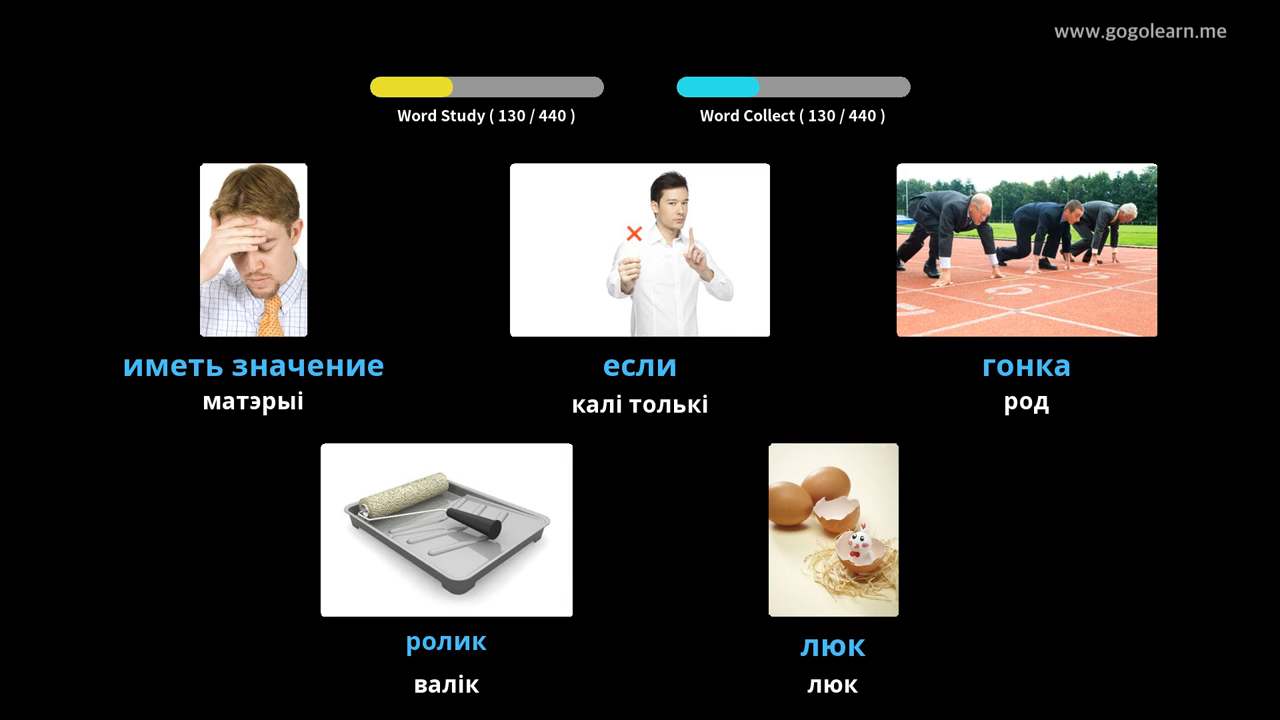 www.gogolearn.me
Word Study ( 130 / 440 )
Word Collect ( 130 / 440 )
иметь значение
матэрыі
если
калі толькі
гонка
род
ролик
валік
люк
люк